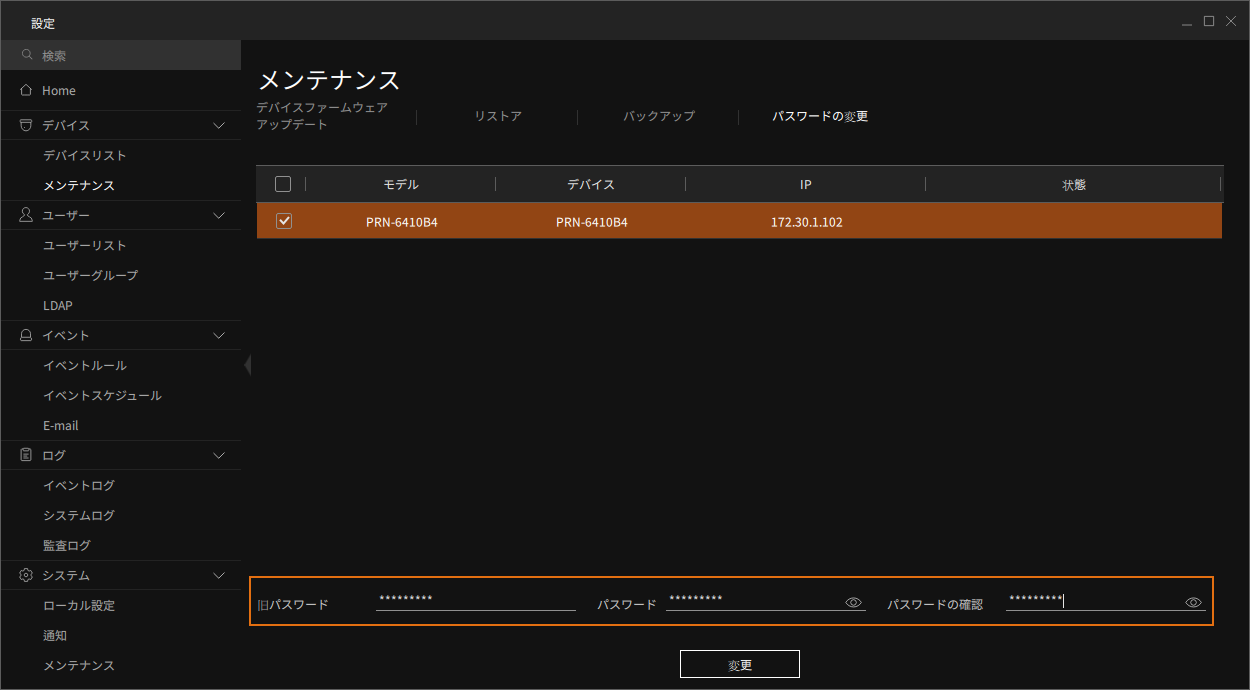 設定
検索
Home
デバイス
デバイスリスト
メンテナンス
ユーザー
ユーザーリスト
ユーザーグループ
LDAP
イベント
イベントルール
イベントスケジュール
E-mail
ログ
イベントログ
システムログ
監査ログ
システム
ローカル設定
通知
メンテナンス
メンテナンス
デバイスファームウェア
アップデート
リストア
バックアップ
パスワードの変更
モデル デバイス IP 状態
PRN-6410B4 PRN-6410B4 172.30.1.102
旧パスワード ********* パスワード ********* パスワードの確認 *********
変更